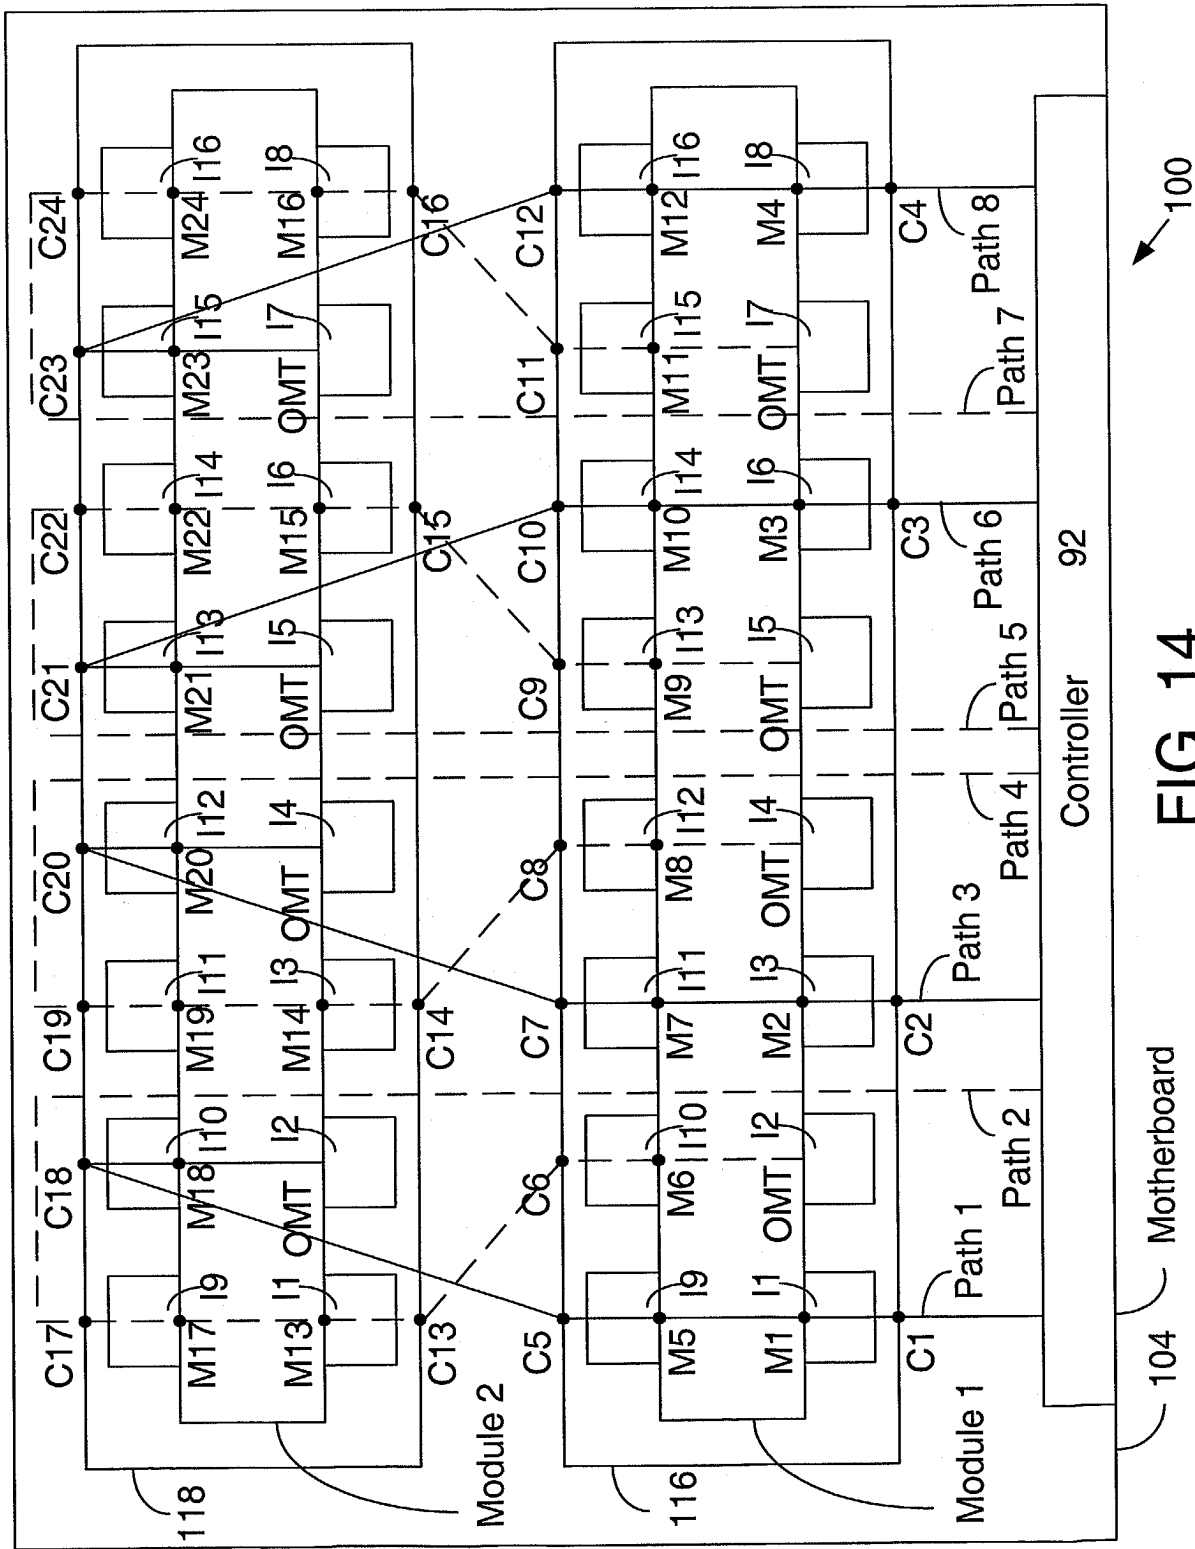 C17
C18
C19
C20
C21
C22
C23
C24
I9
I10
I11
I12
I13
I14
I15
I16
M17
M18
M19
M20
M21
M22
M23
M24
I1
I2
I3
I4
I5
I6
I7
I8
M13
OMT
M14
OMT
OMT
M15
OMT
M16
118
Module 2
C13
C14
C15
C16
C5
C6
C7
C8
C9
C10
C11
C12
I9
I10
I11
I12
I13
I14
I15
I16
M5
M6
M7
M8
M9
M10
M11
M12
I1
I2
I3
I4
I5
I6
I7
I8
M1
OMT
M2
OMT
OMT
M3
OMT
M4
116
Module 1
C1
C2
C3
C4
Path 1
Path 2
Path 3
Path 4
Path 5
Path 6
Path 7
Path 8
Controller 92
104
Motherboard
100
FIG. 14